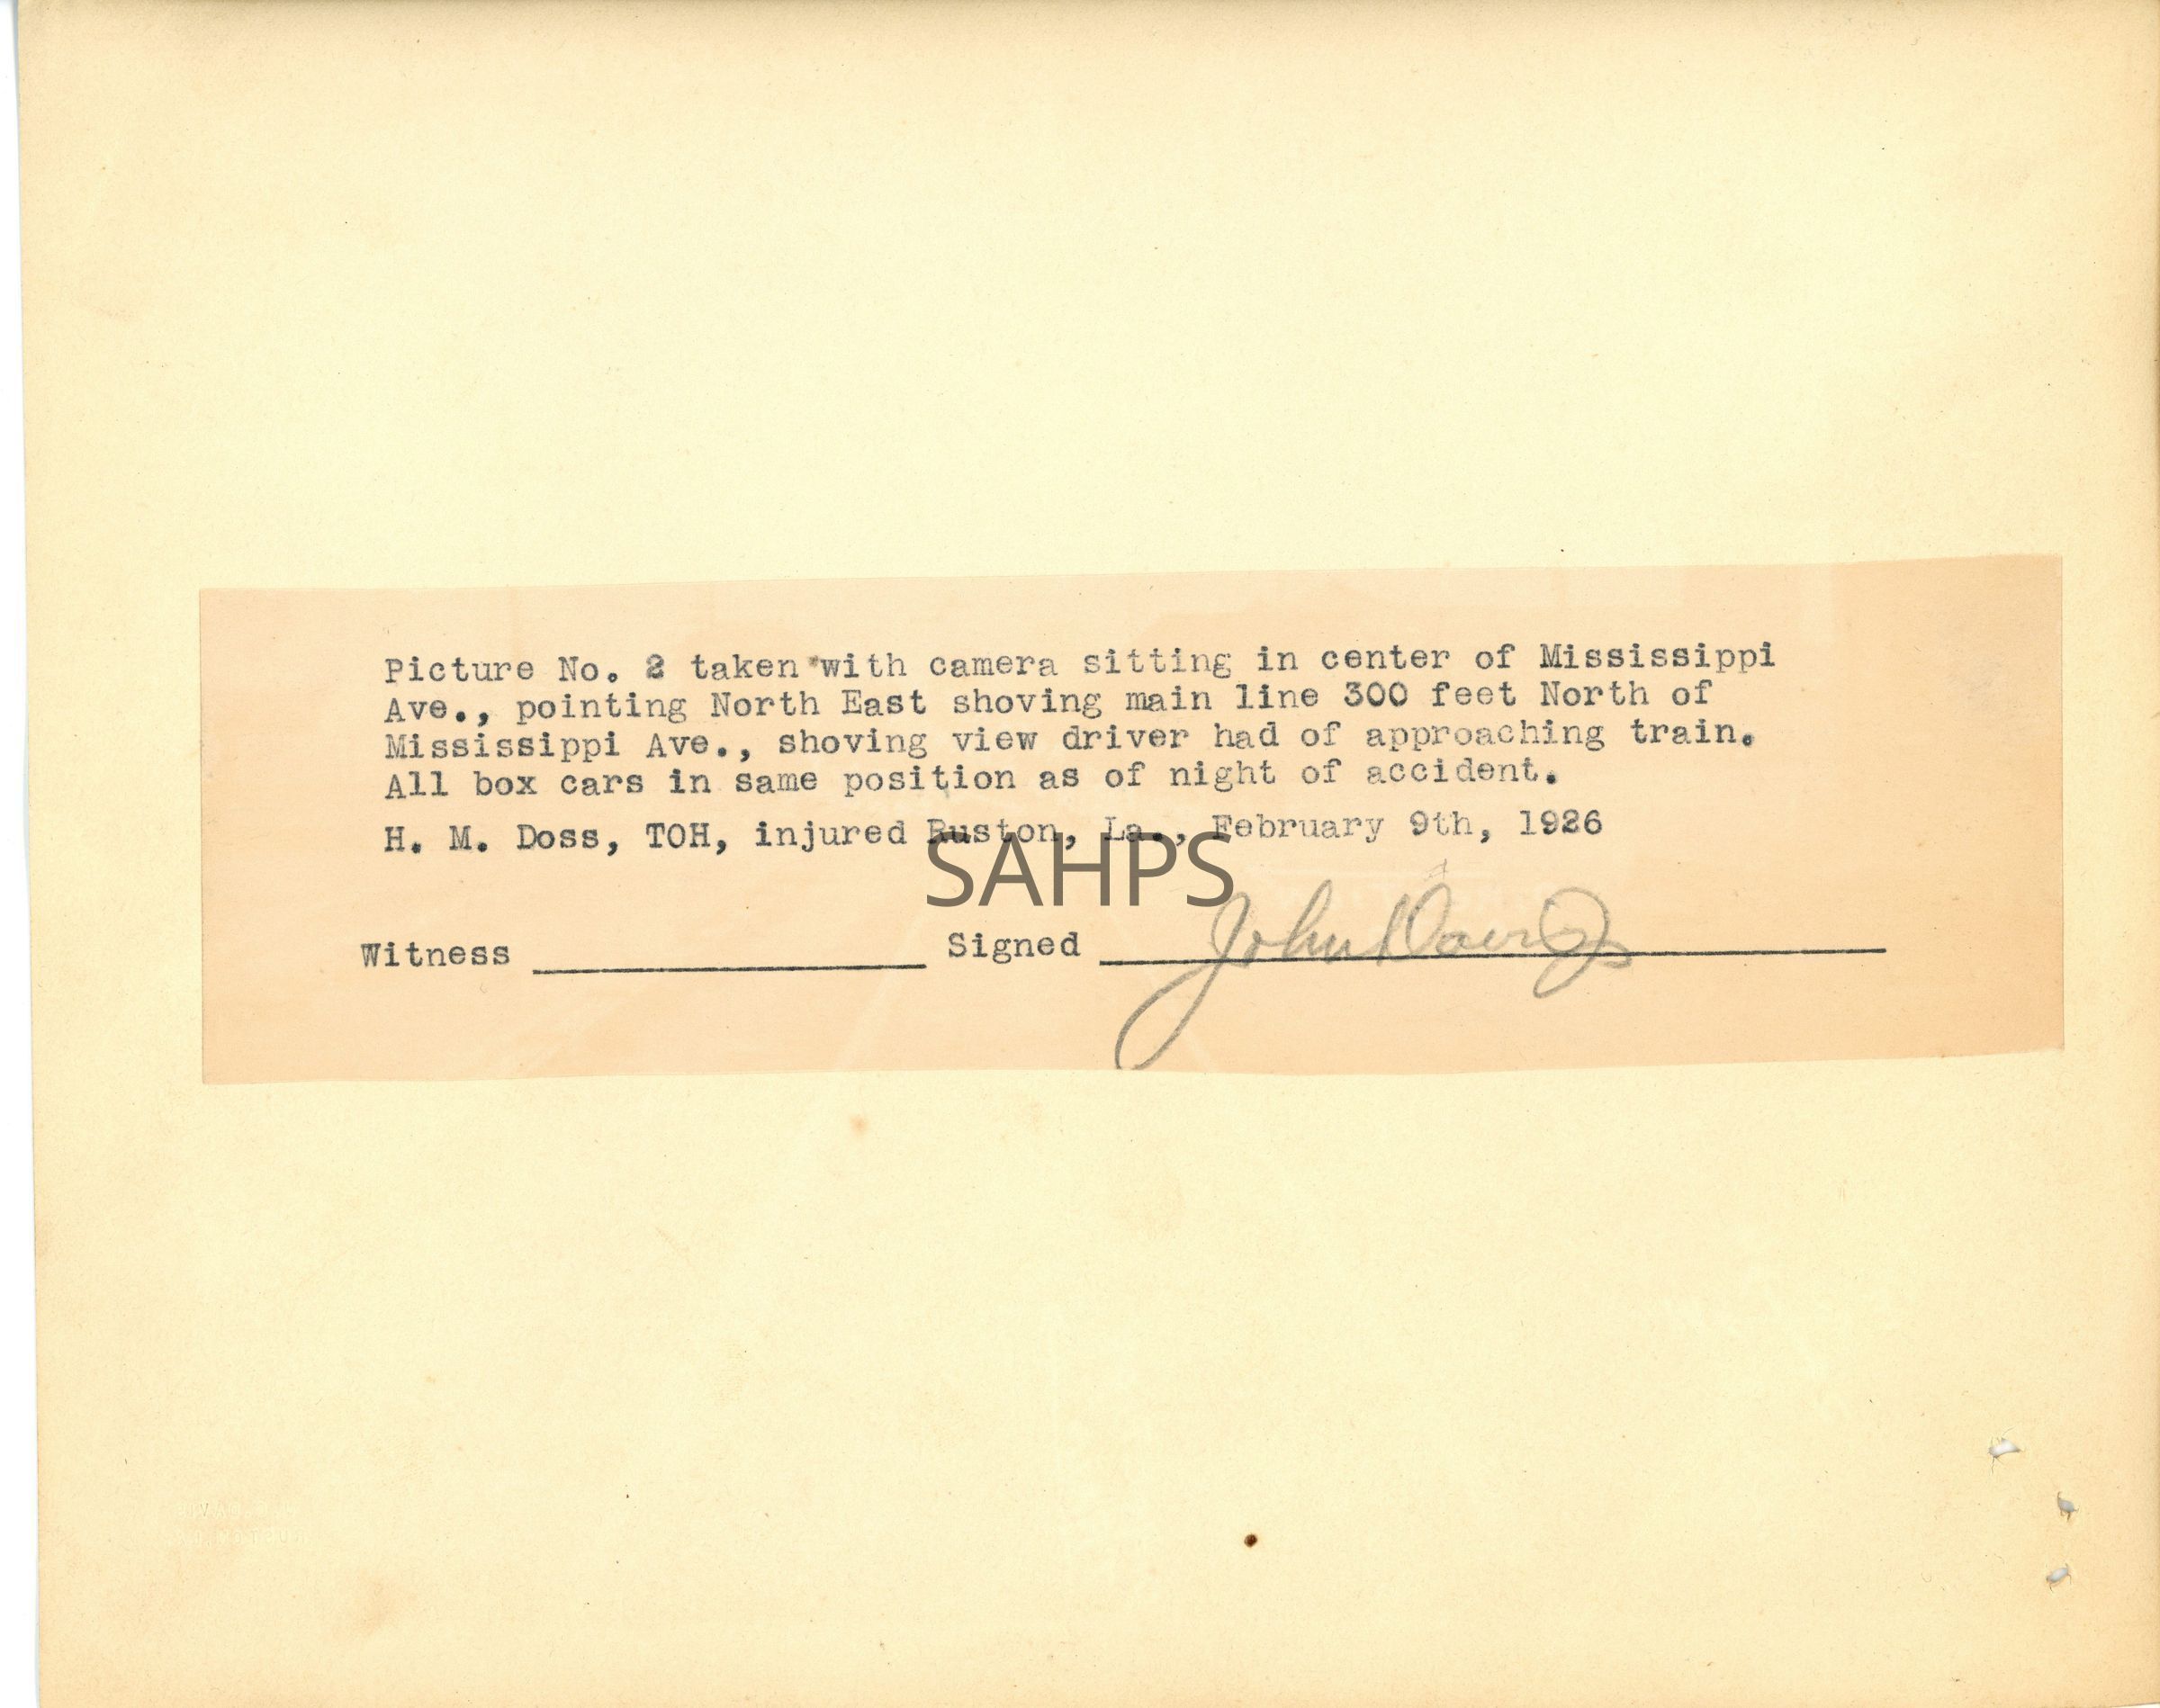 Picture No. 2 taken with camera sitting in center of Mississippi
Ave., pointing North East shoving main line 300 feet North of
Mississippi Ave., shoving view driver had of approaching train.
All box cars in same position as of night of accident.
H. M. Doss, TOH, injured Ruston, La., February 9th, 1926
SAHPS
Witness Signed John Davis